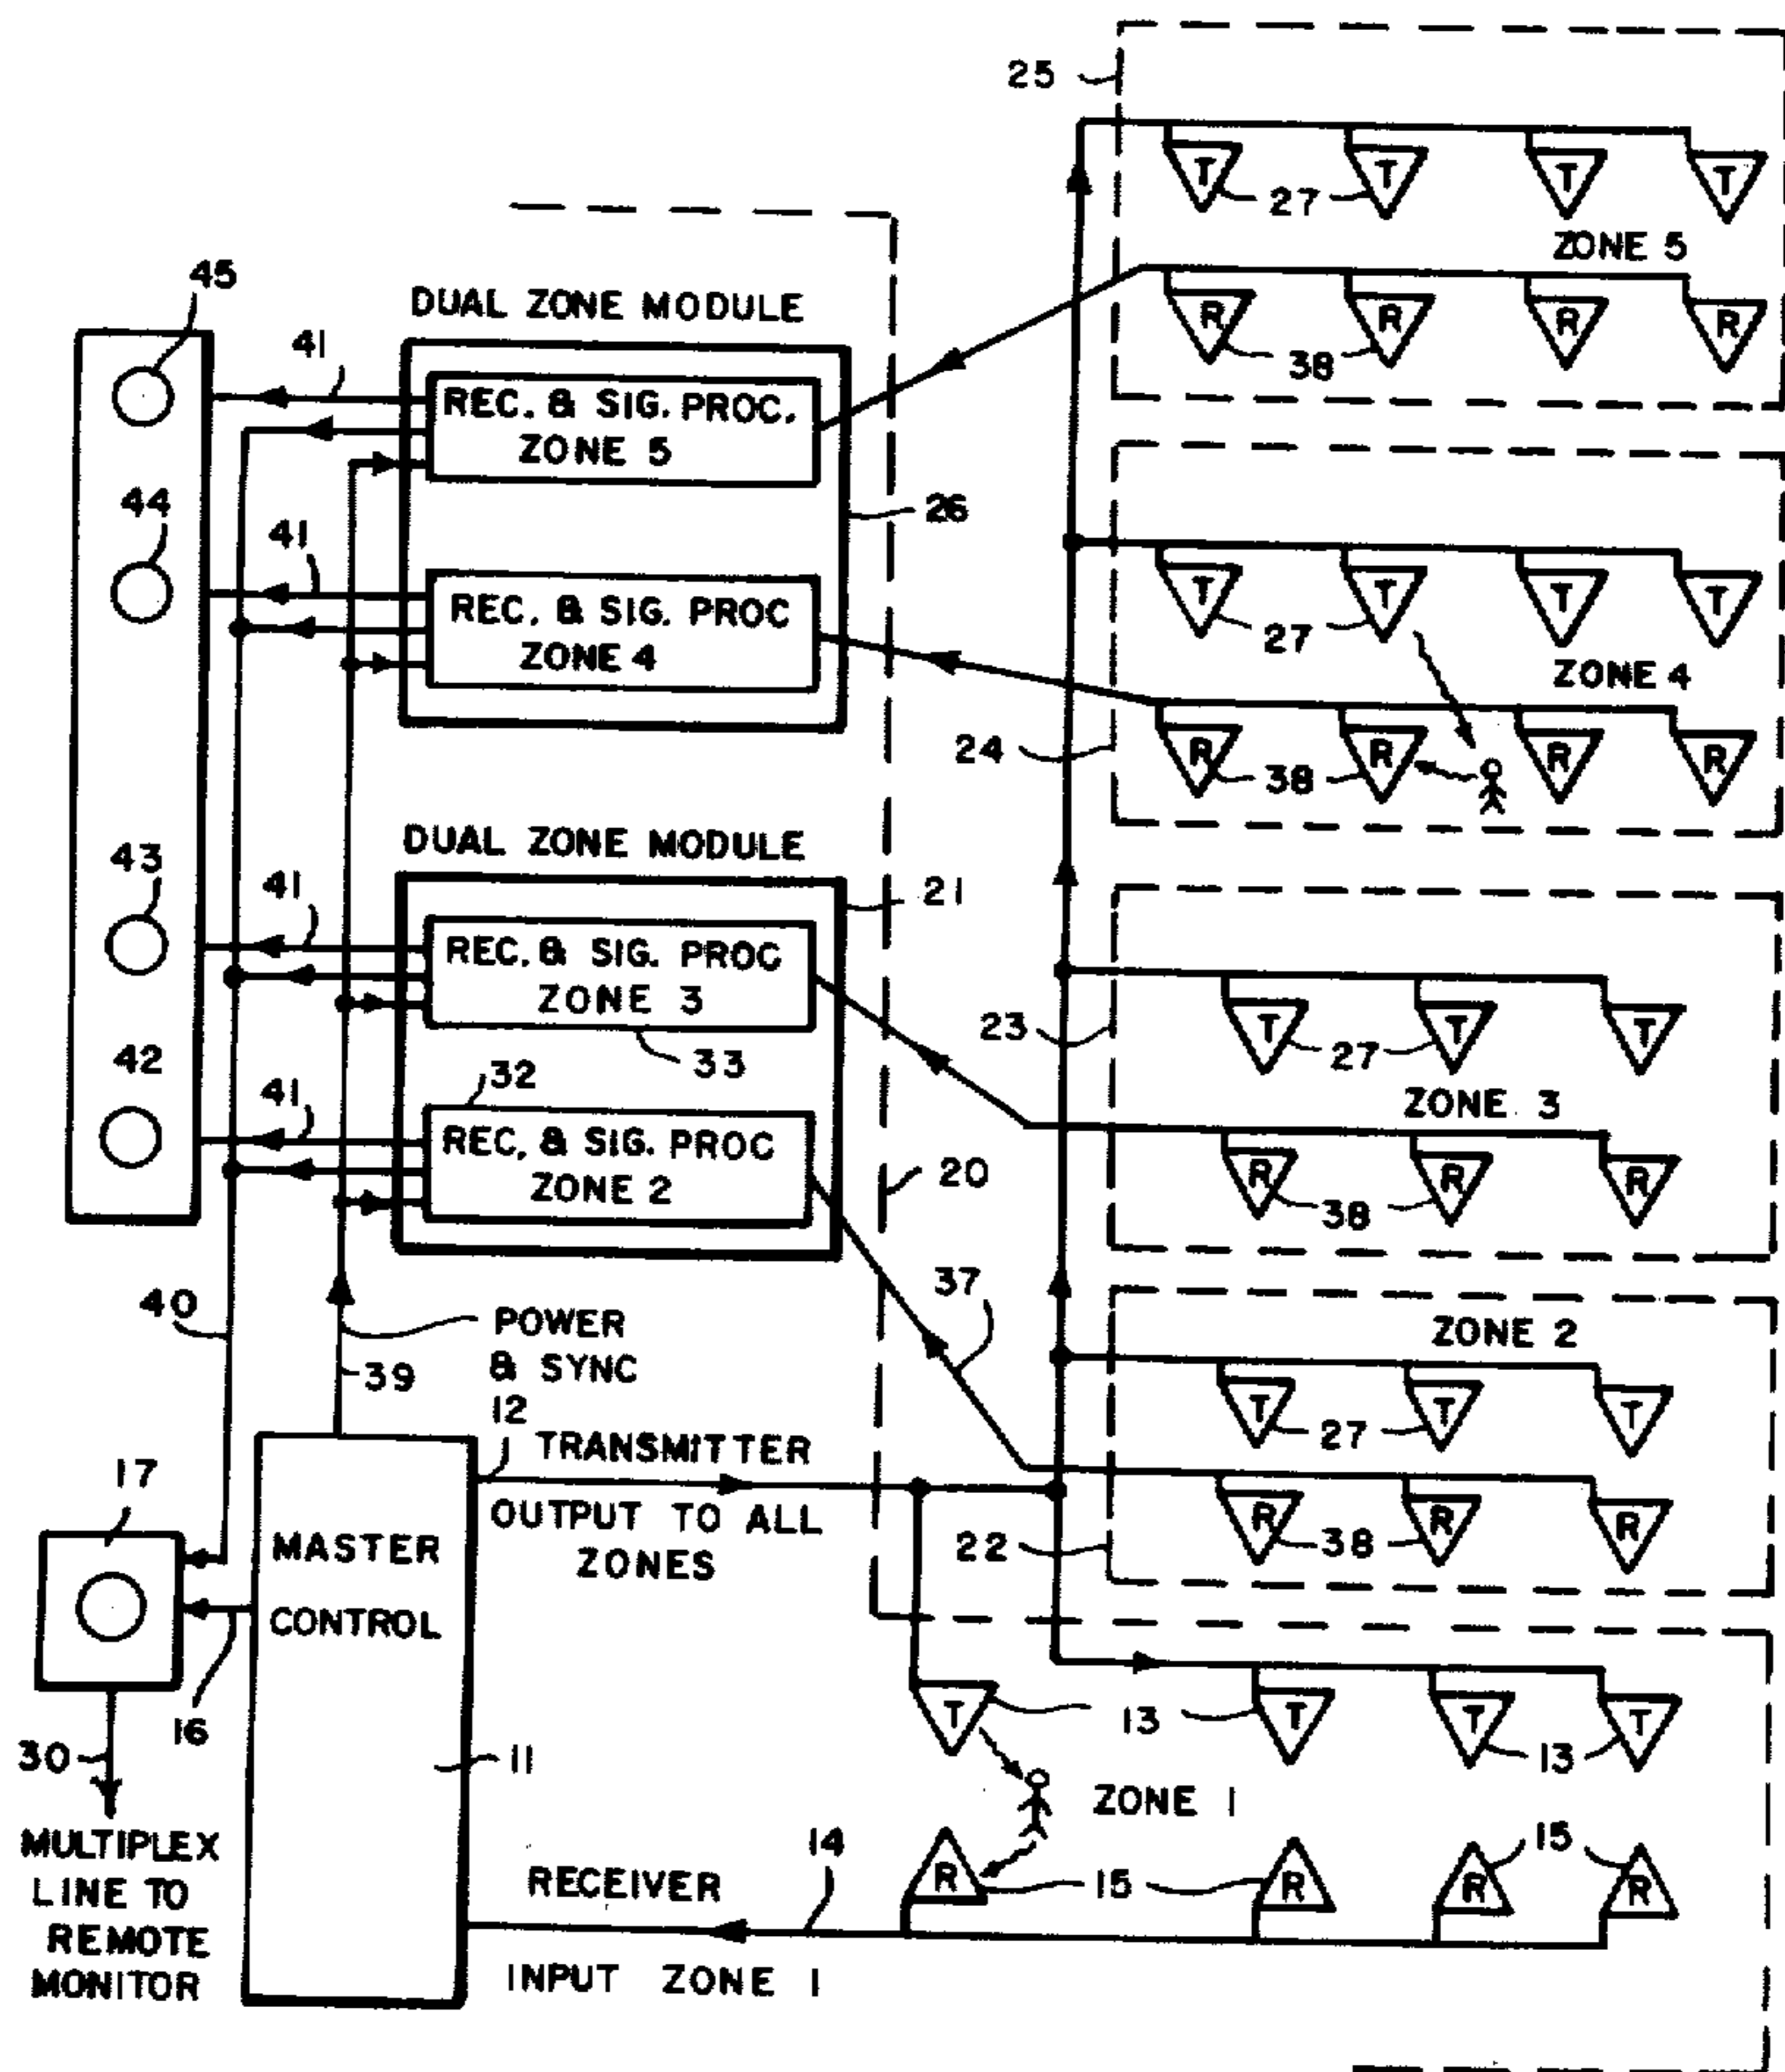 25
T T T T
27
ZONE 5
R R R R
38
45
DUAL ZONE MODULE
41
REC. & SIG. PROC.
ZONE 5
26
44
41
REC. & SIG. PROC
ZONE 4
T T T T
27
ZONE 4
24
R R R R
38
DUAL ZONE MODULE
43
41
21
REC. & SIG. PROC
ZONE 3
33
23
T T T
27
ZONE 3
R R R
38
42
32
41
REC. & SIG. PROC
ZONE 2
20
37
40
POWER
& SYNC
39
ZONE 2
T T T
27
22
R R R
38
12
TRANSMITTER
OUTPUT TO ALL
ZONES
17
MASTER
CONTROL
16
30
11
T T T T
13
13
ZONE 1
MULTIPLEX
LINE TO
REMOTE
MONITOR
RECEIVER
14
INPUT ZONE 1
15
15
R R R R